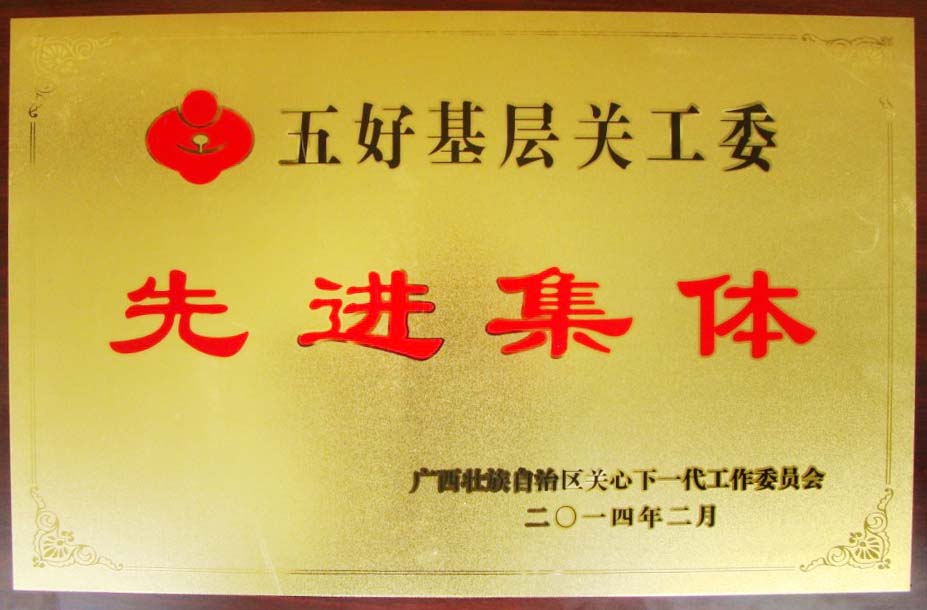 五好基层关工委
先进集体
广西壮族自治区关心下一代工作委员会
二〇一四年二月